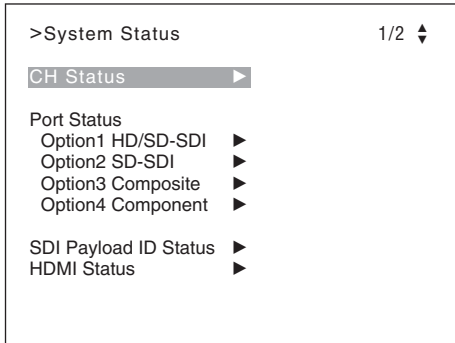 >System Status 1/2
CH Status
Port Status
Option1 HD/SD-SDI
Option2 SD-SDI
Option3 Composite
Option4 Component
SDI Payload ID Status
HDMI Status